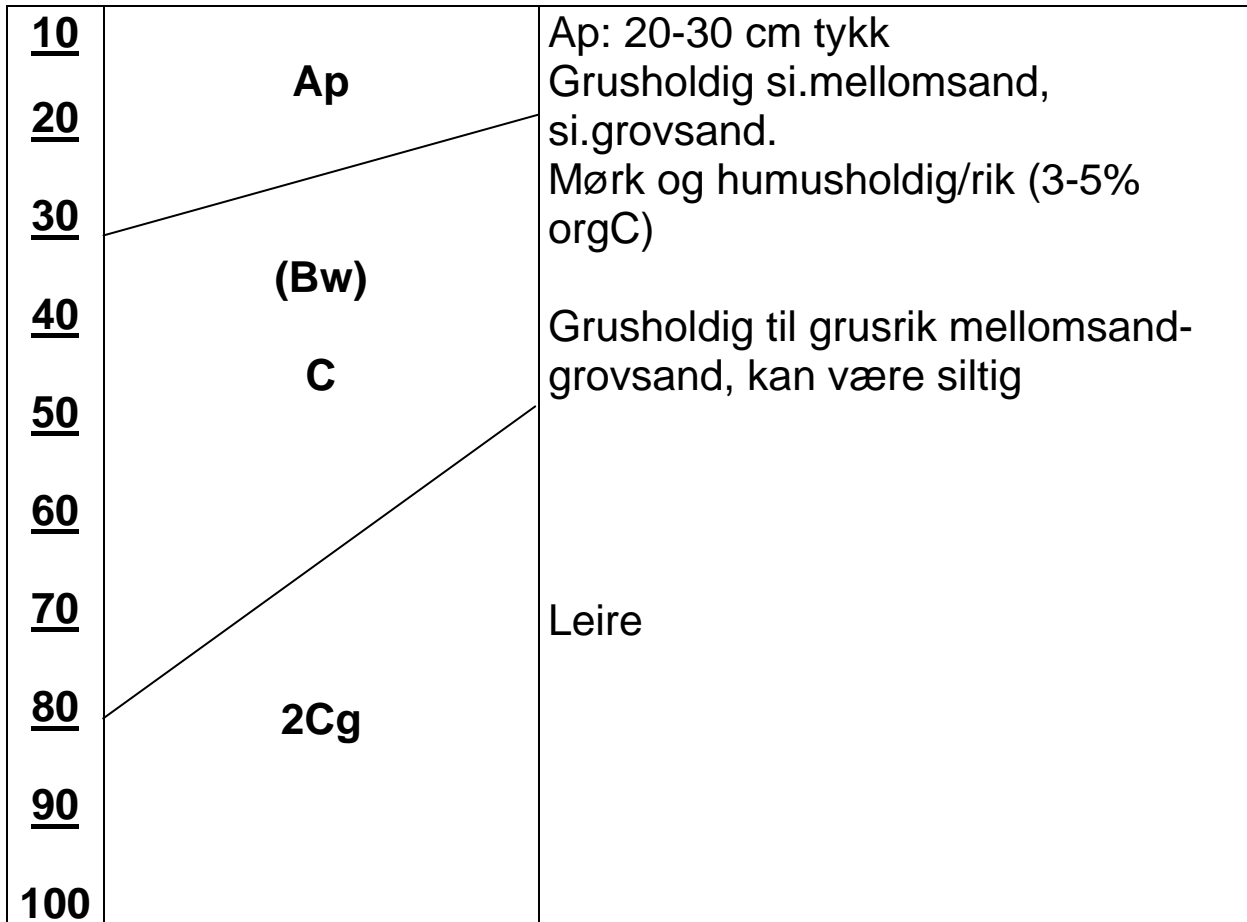 10
20
30
40
50
60
70
80
90
100
Ap
(Bw)
C
2Cg
Ap: 20-30 cm tykk
Grusholdig si.mellomsand,
si.grovsand.
Mørk og humusholdig/rik (3-5%
orgC)
Grusholdig til grusrik mellomsand-
grovsand, kan være siltig
Leire